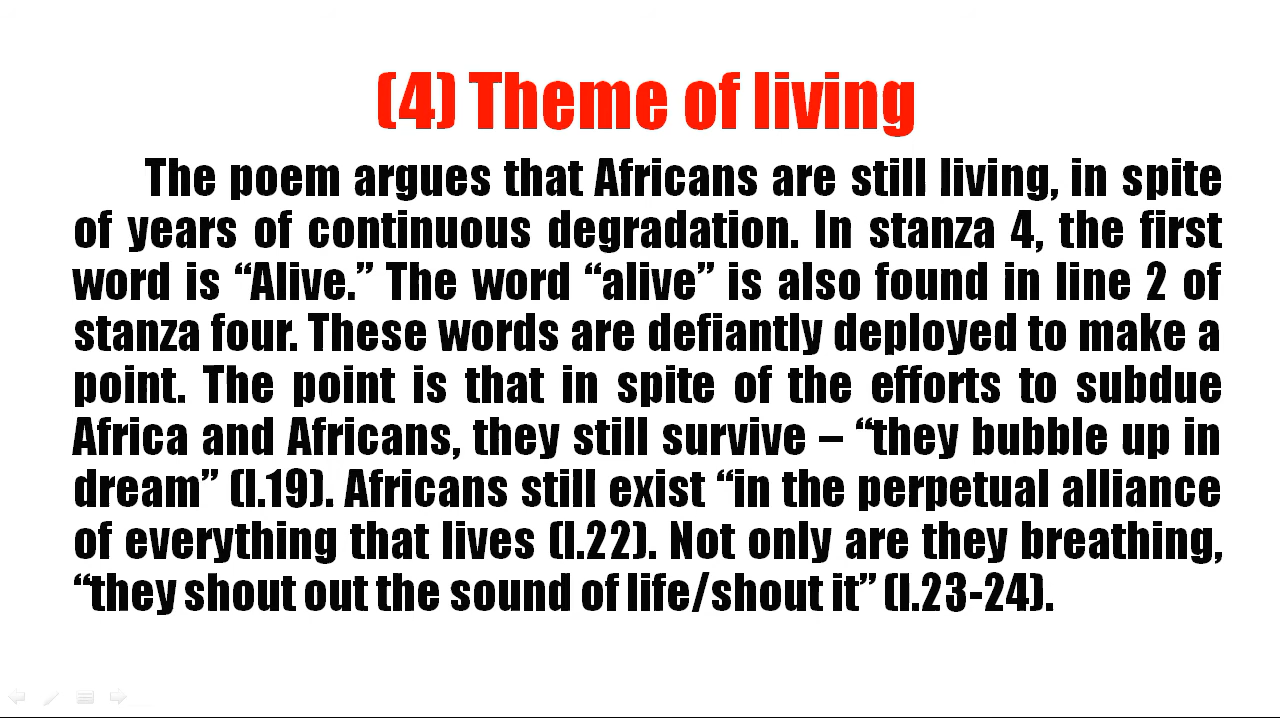 (4) Theme of living
The poem argues that Africans are still living, in spite
of years of continuous degradation. In stanza 4, the first
word is “Alive.” The word “alive” is also found in line 2 of
stanza four. These words are defiantly deployed to make a
point. The point is that in spite of the efforts to subdue
Africa and Africans, they still survive – “they bubble up in
dream” (l.19). Africans still exist “in the perpetual alliance
of everything that lives (l.22). Not only are they breathing,
“they shout out the sound of life/shout it” (l.23-24).